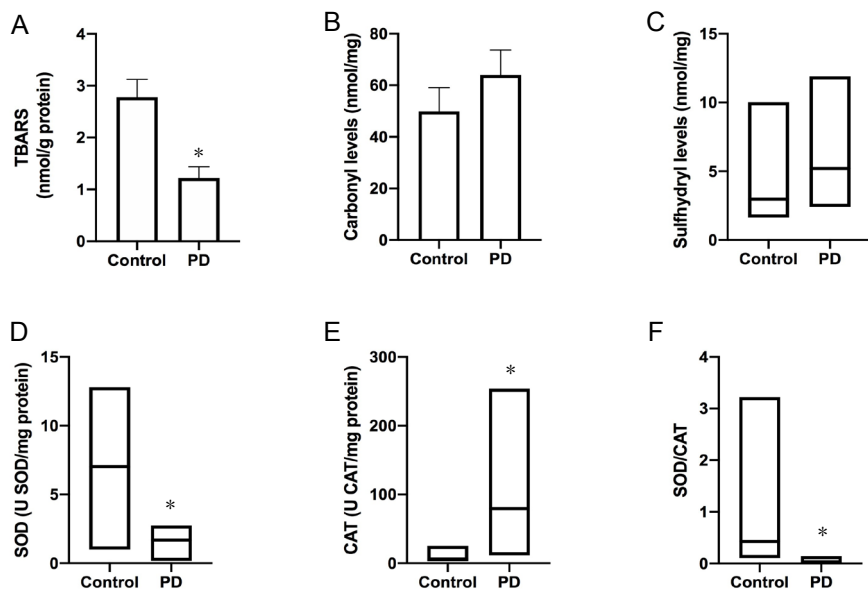 A
TBARS
(nmol/g protein)
4
3
2
1
0
*
Control PD
B
Carbonyl levels (nmol/mg)
80
60
40
20
0
Control PD
C
Sulfhydryl levels (nmol/mg)
15
10
5
0
Control PD
D
SOD (U SOD/mg protein)
15
10
5
0
*
Control PD
E
CAT (U CAT/mg protein)
300
200
100
0
*
Control PD
F
SOD/CAT
4
3
2
1
0
*
Control PD